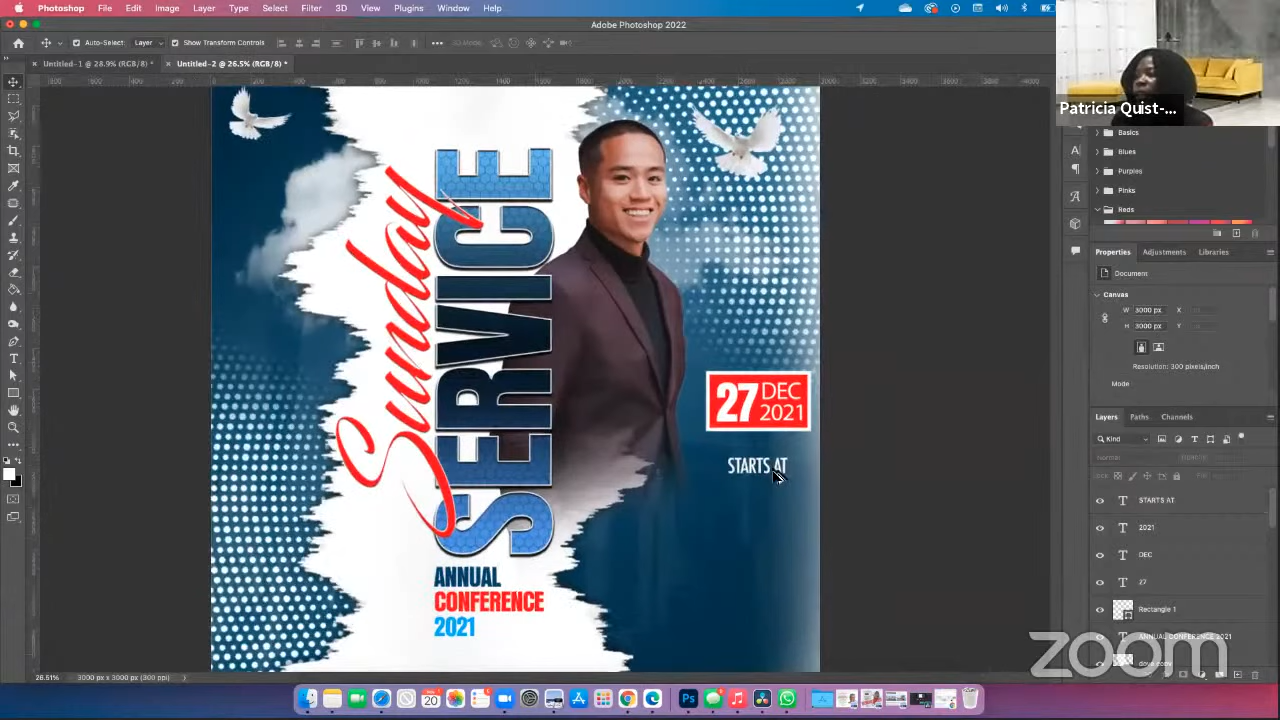 Photoshop File Edit Image Layer Type Select Filter 3D View Plugins Window Help
Adobe Photoshop 2022
Auto-Select: Layer Show Transform Controls
Untitled-1 @ 28.9% (RGB/8) * Untitled-2 @ 26.5% (RGB/8) *
Patricia Quist-...
Basics
Blues
Purples
Pinks
Reds
Properties Adjustments Libraries
Document
Canvas
W 3000 px X
H 3000 px Y
Resolution: 300 pixels/inch
Mode
Layers Paths Channels
Kind
Normal
STARTS AT
2021
DEC
27
Rectangle 1
ANNUAL CONFERENCE 2021
dove copy
Sunday
SERVICE
27 DEC
2021
STARTS AT
ANNUAL
CONFERENCE
2021
zoom
28.51% 3000 px x 3000 px (300 ppi)